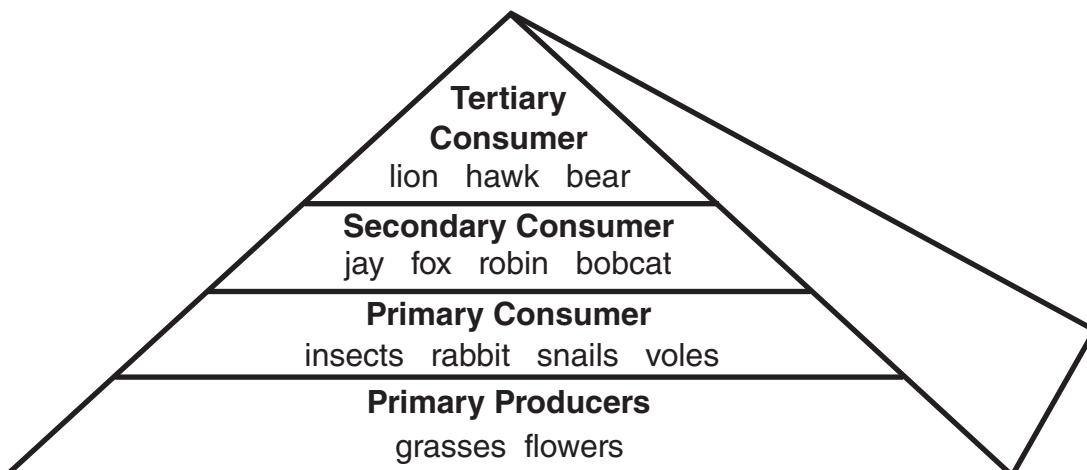 Tertiary
Consumer
lion hawk bear
Secondary Consumer
jay fox robin bobcat
Primary Consumer
insects rabbit snails voles
Primary Producers
grasses flowers